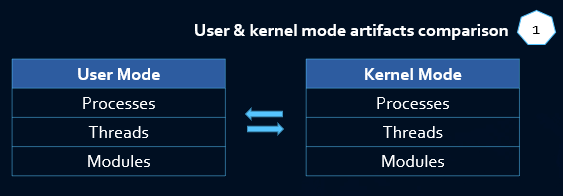 User & kernel mode artifacts comparison 1
User Mode Kernel Mode
Processes Processes
Threads Threads
Modules Modules